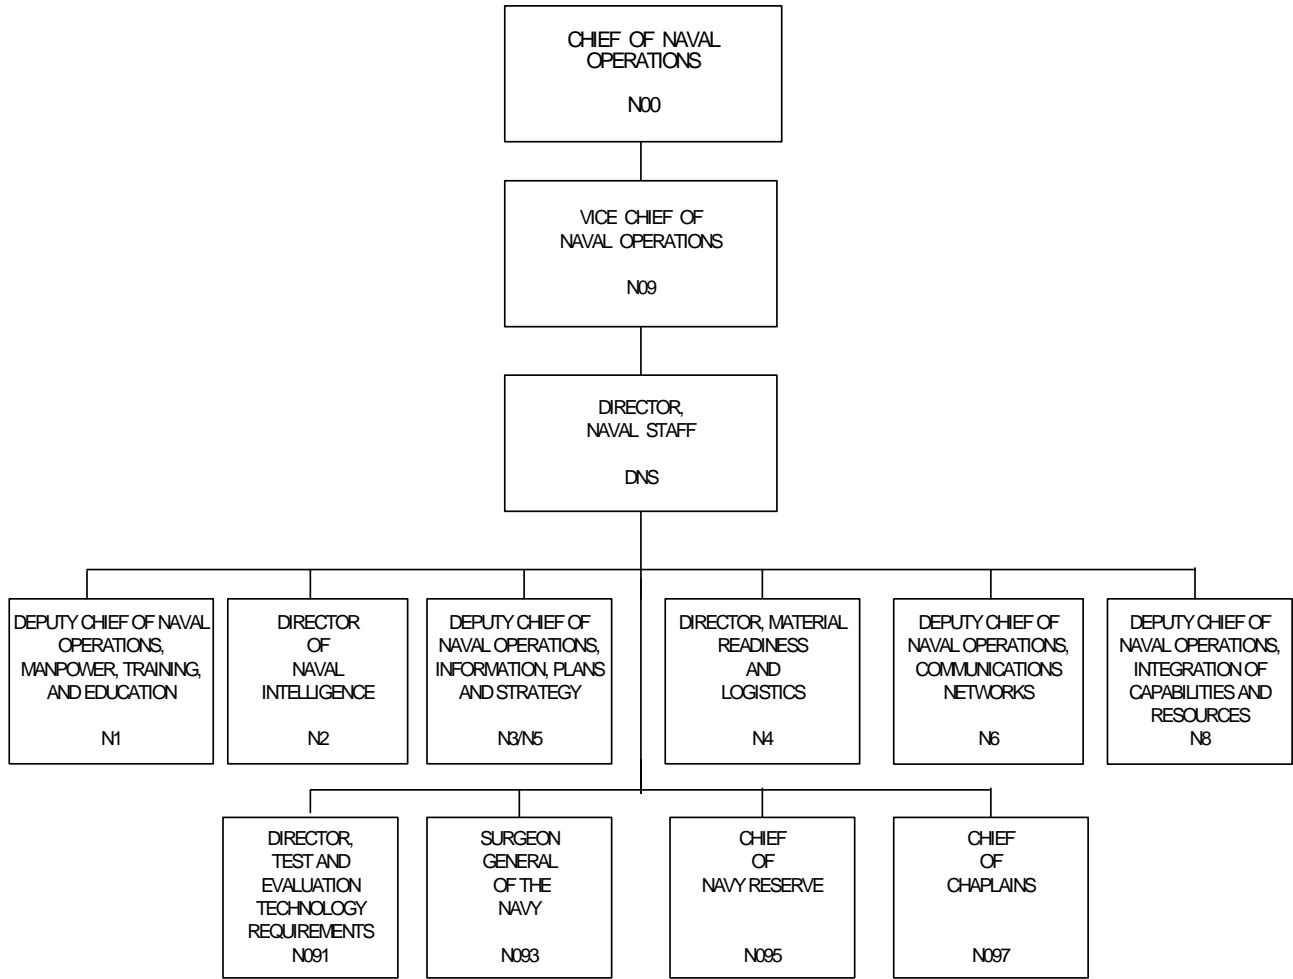 CHIEF OF NAVAL
OPERATIONS
N00
VICE CHIEF OF
NAVAL OPERATIONS
N09
DIRECTOR,
NAVAL STAFF
DNS
DEPUTY CHIEF OF NAVAL
OPERATIONS,
MANPOWER, TRAINING,
AND EDUCATION
N1
DIRECTOR
OF
NAVAL
INTELLIGENCE
N2
DEPUTY CHIEF OF
NAVAL OPERATIONS,
INFORMATION, PLANS
AND STRATEGY
N3/N5
DIRECTOR, MATERIAL
READINESS
AND
LOGISTICS
N4
DEPUTY CHIEF OF
NAVAL OPERATIONS,
COMMUNICATIONS
NETWORKS
N6
DEPUTY CHIEF OF
NAVAL OPERATIONS,
INTEGRATION OF
CAPABILITIES AND
RESOURCES
N8
DIRECTOR,
TEST AND
EVALUATION
TECHNOLOGY
REQUIREMENTS
N091
SURGEON
GENERAL
OF THE
NAVY
N093
CHIEF
OF
NAVY RESERVE
N095
CHIEF
OF
CHAPLAINS
N097